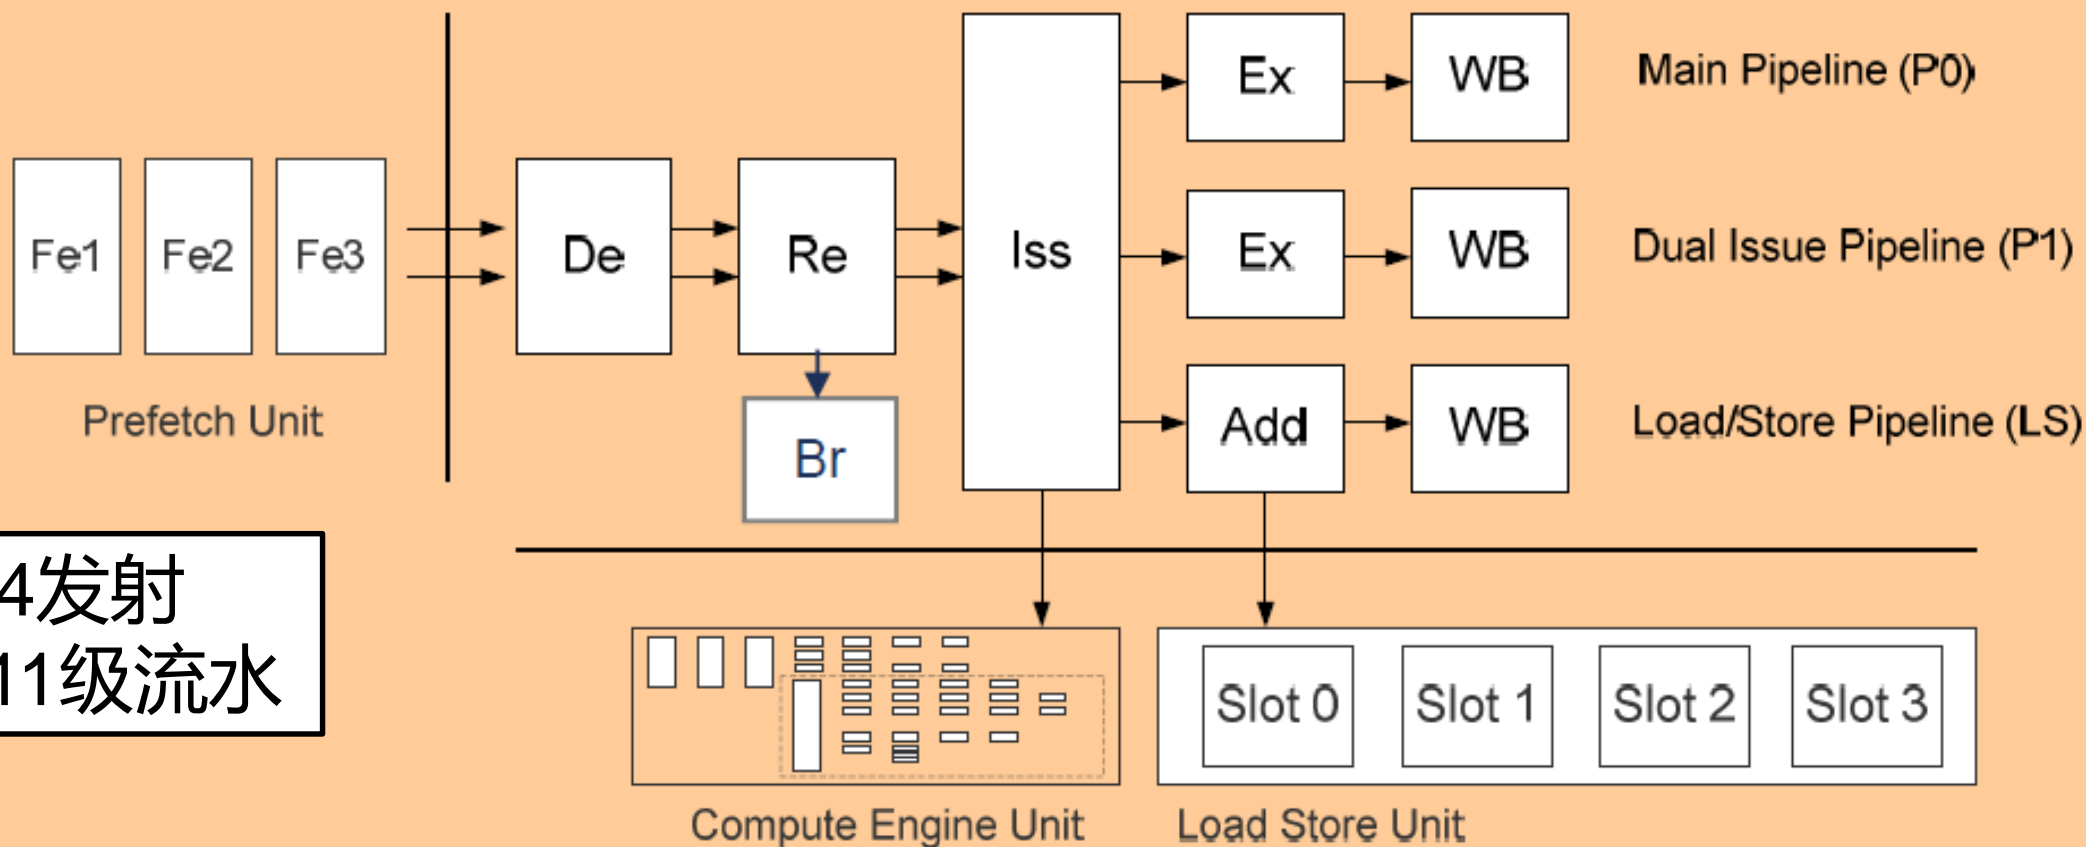 Ex
WB
Main Pipeline (P0)
Fe1
Fe2
Fe3
De
Re
Iss
Ex
WB
Dual Issue Pipeline (P1)
Prefetch Unit
Br
Add
WB
Load/Store Pipeline (LS)
4发射
11级流水
Slot 0
Slot 1
Slot 2
Slot 3
Compute Engine Unit
Load Store Unit